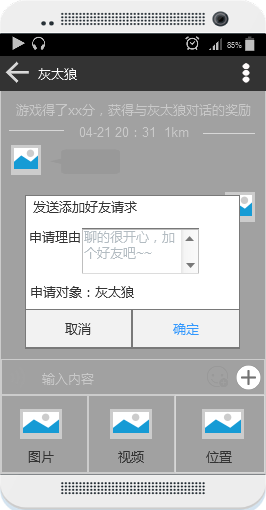 85%
灰太狼
游戏得了xx分，获得与灰太狼对话的奖励
04-21 20：31 1km
发送添加好友请求
申请理由 聊的很开心，加
个好友吧~~
申请对象：灰太狼
取消 确定
输入内容
图片 视频 位置